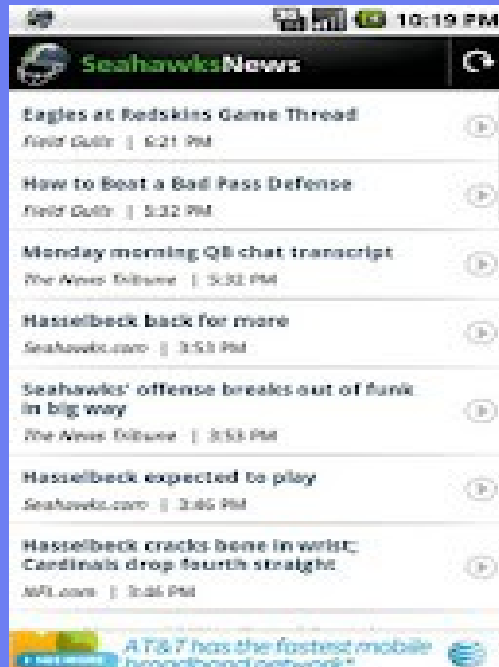 10:19 PM
SeahawksNews
Eagles at Redskins Game Thread
Field Gulls | 6:21 PM
How to Beat a Bad Pass Defense
Field Gulls | 5:32 PM
Monday morning QB chat transcript
The News Tribune | 5:32 PM
Hasselbeck back for more
Seahawks.com | 3:53 PM
Seahawks' offense breaks out of funk
in big way
The News Tribune | 3:53 PM
Hasselbeck expected to play
Seahawks.com | 3:46 PM
Hasselbeck cracks bone in wrist;
Cardinals drop fourth straight
NFL.com | 3:46 PM
AT&T has the fastest mobile
broadband network*